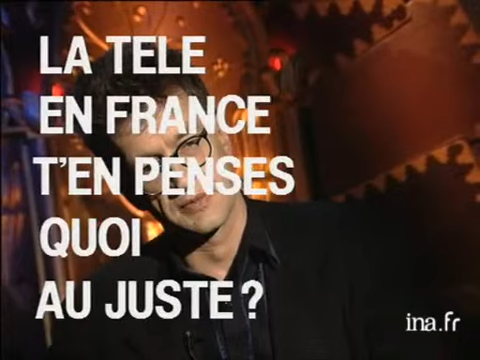 LA TELE
EN FRANCE
T'EN PENSES
QUOI
AU JUSTE ?
ina.fr